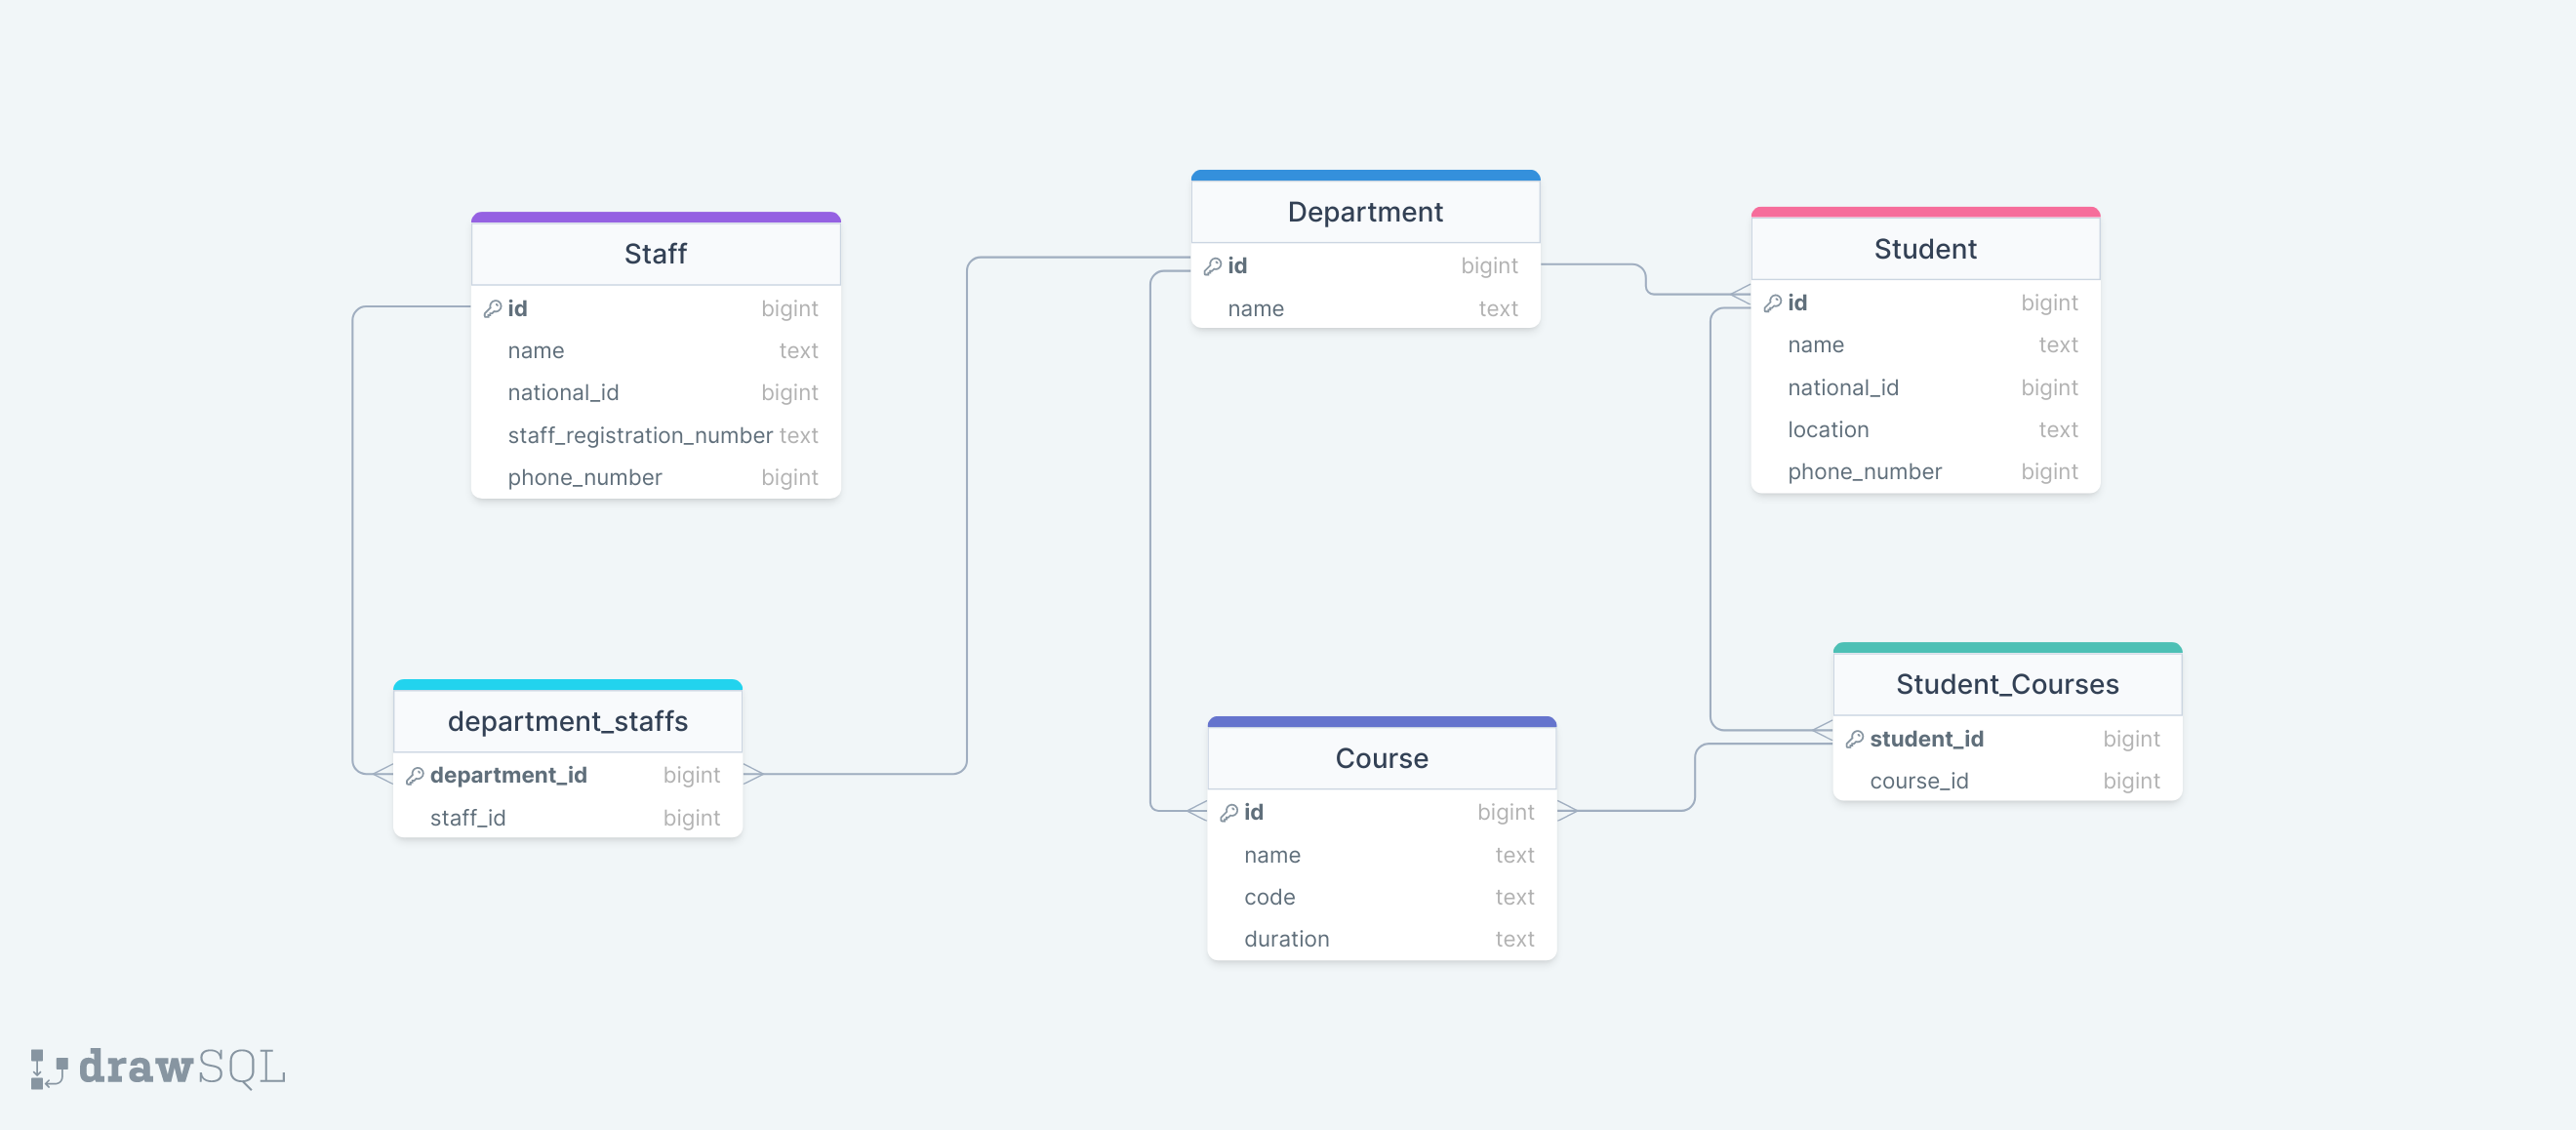 Staff
id bigint
name text
national_id bigint
staff_registration_number text
phone_number bigint
department_staffs
department_id bigint
staff_id bigint
Department
id bigint
name text
Course
id bigint
name text
code text
duration text
Student
id bigint
name text
national_id bigint
location text
phone_number bigint
Student_Courses
student_id bigint
course_id bigint
drawSQL